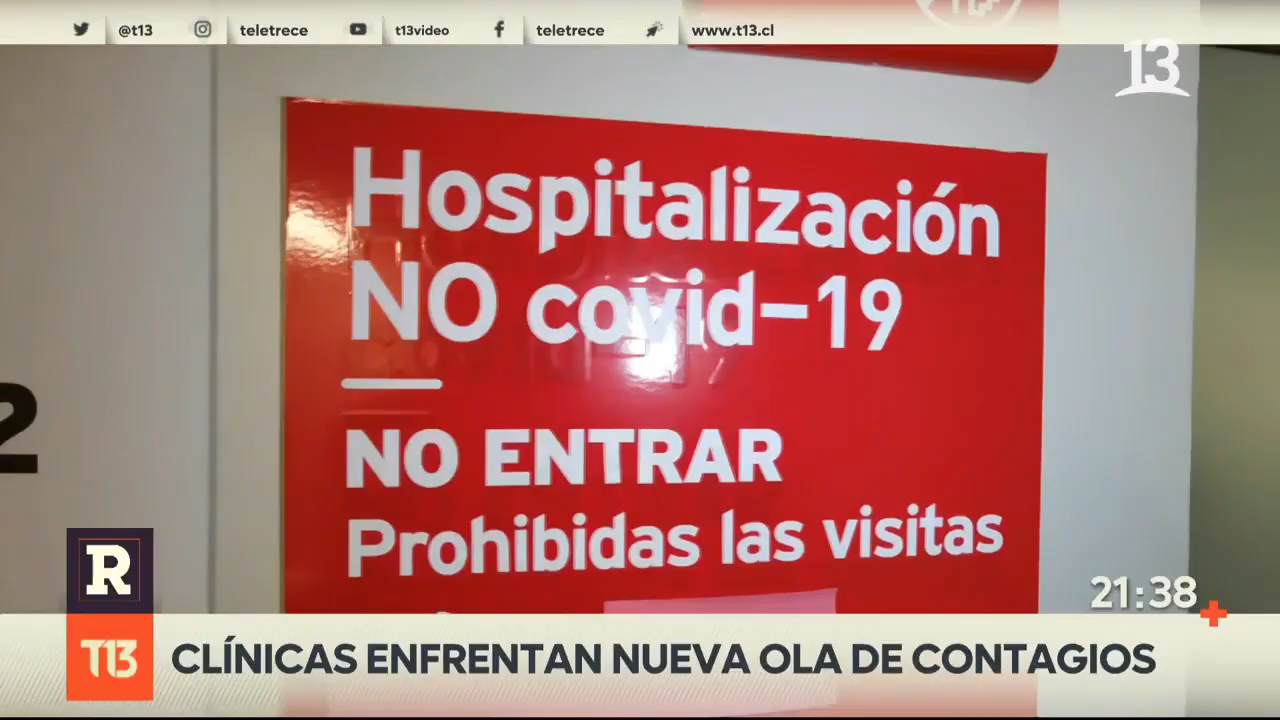 @t13 teletrece t13video teletrece www.t13.cl
13
Hospitalización
NO covid-19
NO ENTRAR
Prohibidas las visitas
2
R
21:38
T13 CLÍNICAS ENFRENTAN NUEVA OLA DE CONTAGIOS